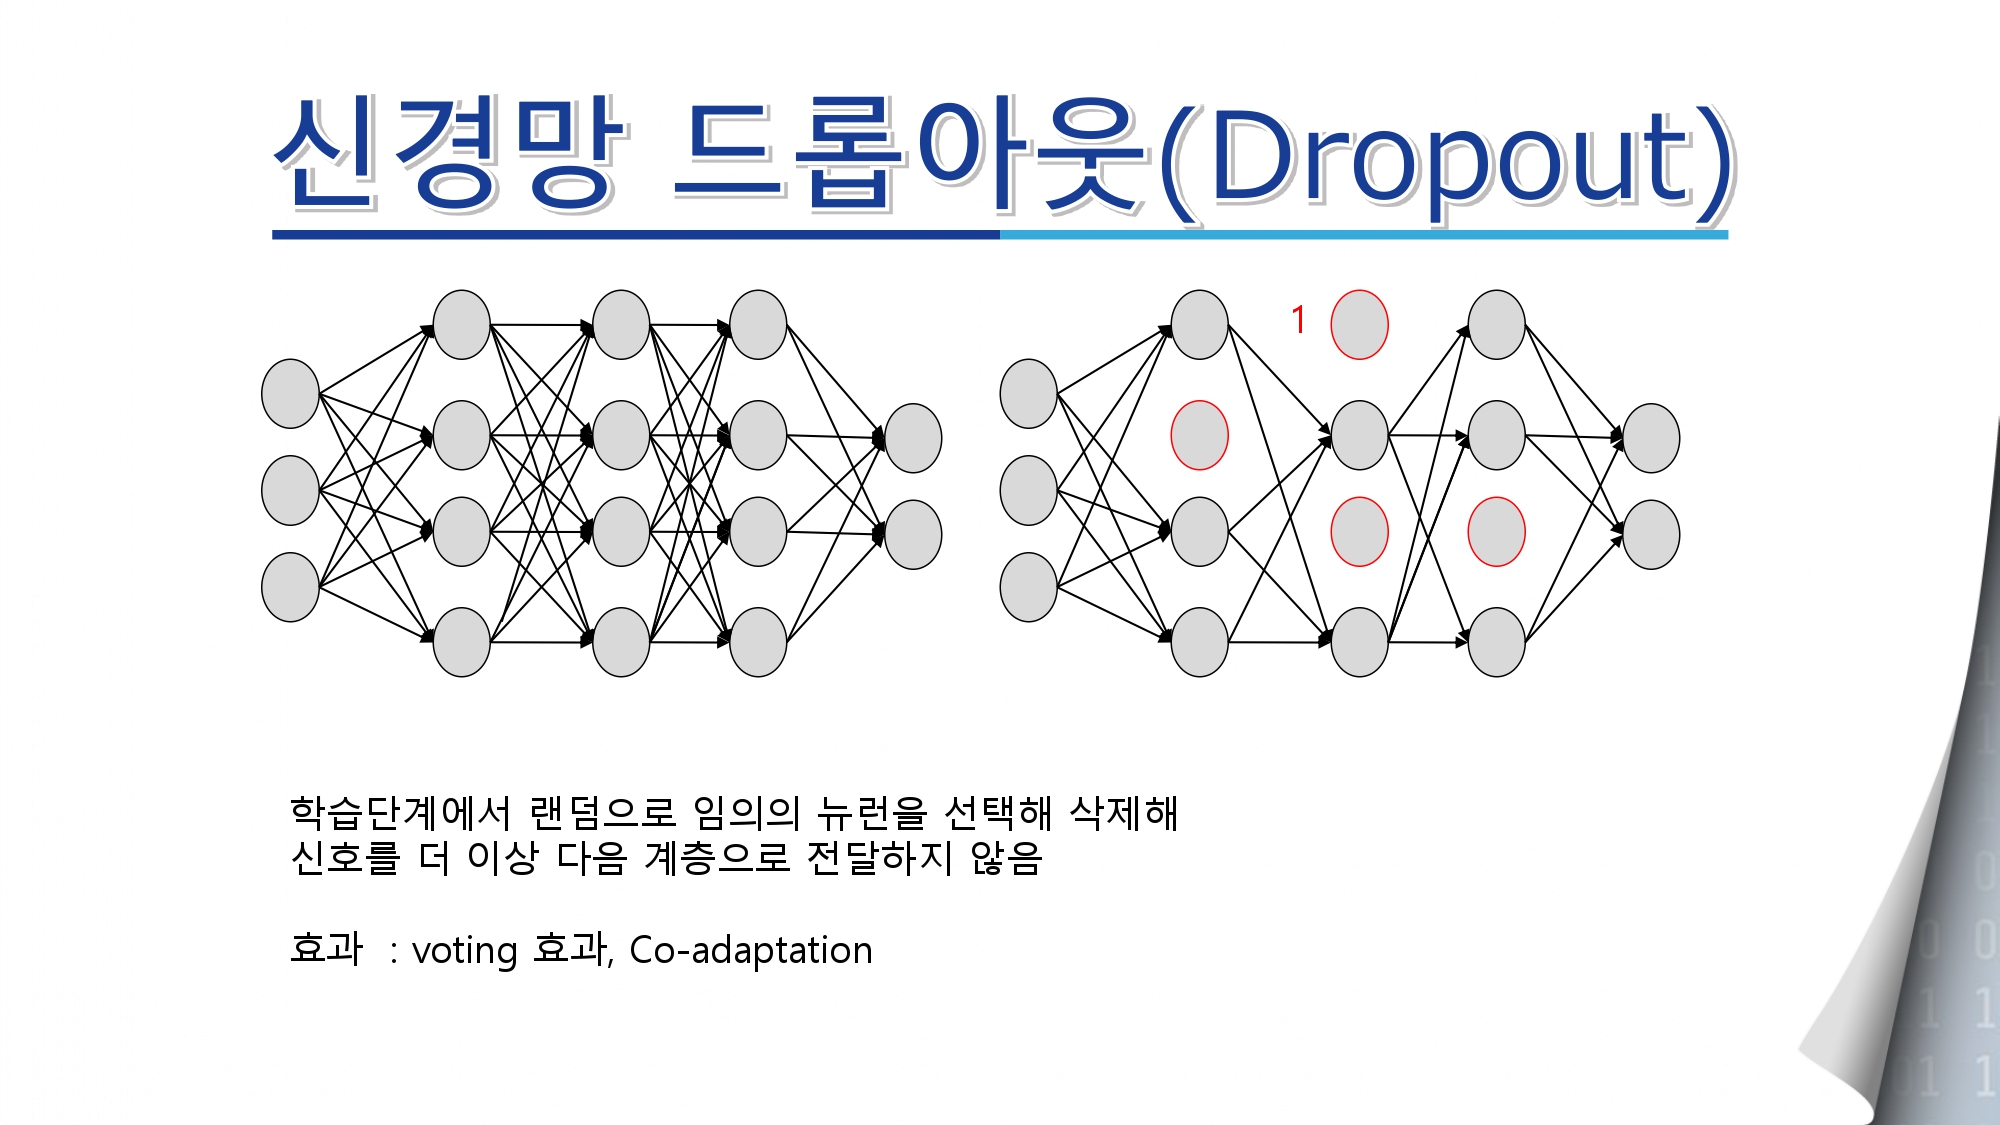 신경망 드롭아웃(Dropout)
1
학습단계에서 랜덤으로 임의의 뉴런을 선택해 삭제해
신호를 더 이상 다음 계층으로 전달하지 않음
효과 : voting 효과, Co-adaptation